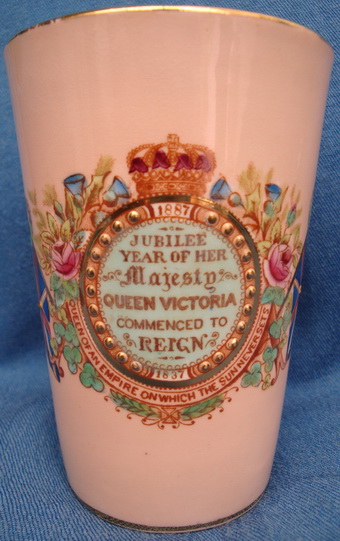 1887
JUBILEE
YEAR OF HER
Majesty
QUEEN VICTORIA
COMMENCED TO
REIGN
1837
QUEEN OF AN EMPIRE ON WHICH THE SUN NEVER SETS